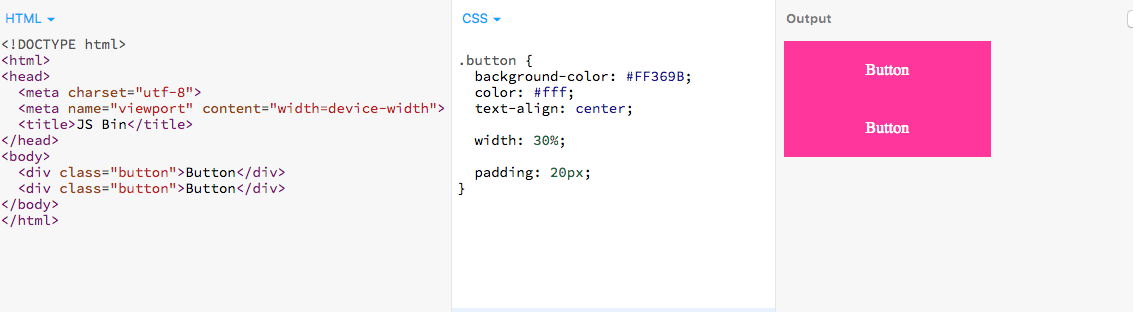 HTML
<!DOCTYPE html>
<html>
<head>
  <meta charset="utf-8">
  <meta name="viewport" content="width=device-width">
  <title>JS Bin</title>
</head>
<body>
  <div class="button">Button</div>
  <div class="button">Button</div>
</body>
</html>
CSS
.button {
  background-color: #FF369B;
  color: #fff;
  text-align: center;
  width: 30%;
  padding: 20px;
}
Output
Button
Button